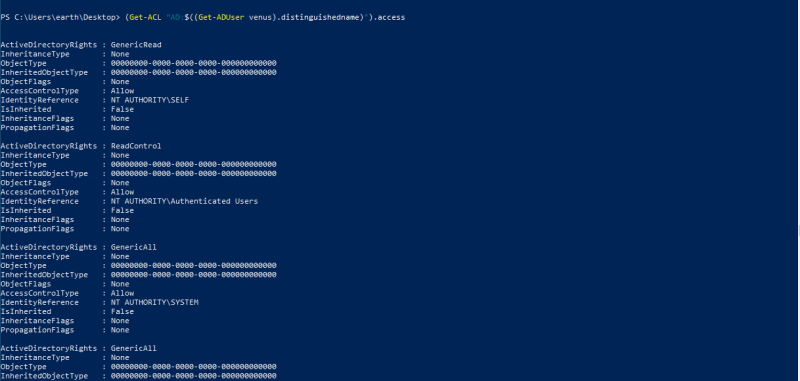 PS C:\Users\earth\Desktop> (Get-ACL "AD:$((Get-ADUser venus).distinguishedname)").access
ActiveDirectoryRights : GenericRead
InheritanceType : None
ObjectType : 00000000-0000-0000-0000-000000000000
InheritedObjectType : 00000000-0000-0000-0000-000000000000
ObjectFlags : None
AccessControlType : Allow
IdentityReference : NT AUTHORITY\SELF
IsInherited : False
InheritanceFlags : None
PropagationFlags : None
ActiveDirectoryRights : ReadControl
InheritanceType : None
ObjectType : 00000000-0000-0000-0000-000000000000
InheritedObjectType : 00000000-0000-0000-0000-000000000000
ObjectFlags : None
AccessControlType : Allow
IdentityReference : NT AUTHORITY\Authenticated Users
IsInherited : False
InheritanceFlags : None
PropagationFlags : None
ActiveDirectoryRights : GenericAll
InheritanceType : None
ObjectType : 00000000-0000-0000-0000-000000000000
InheritedObjectType : 00000000-0000-0000-0000-000000000000
ObjectFlags : None
AccessControlType : Allow
IdentityReference : NT AUTHORITY\SYSTEM
IsInherited : False
InheritanceFlags : None
PropagationFlags : None
ActiveDirectoryRights : GenericAll
InheritanceType : None
ObjectType : 00000000-0000-0000-0000-000000000000
InheritedObjectType : 00000000-0000-0000-0000-000000000000